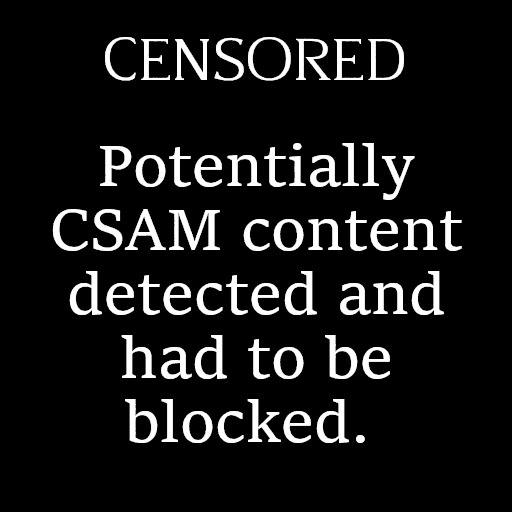 CENSORED
Potentially
CSAM content
detected and
had to be
blocked.